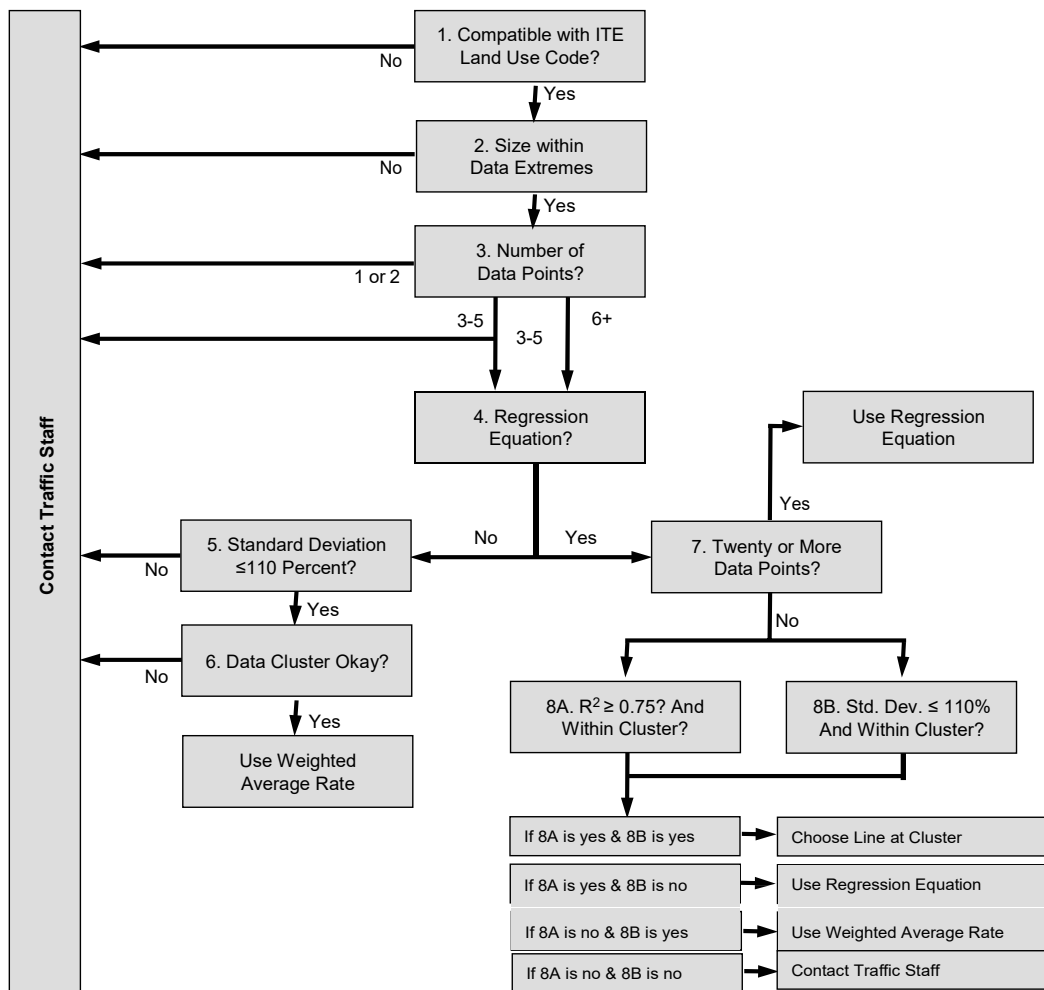 Contact Traffic Staff
1. Compatible with ITE
Land Use Code?
No
Yes
2. Size within
Data Extremes
No
Yes
3. Number of
Data Points?
1 or 2
3-5
3-5
6+
4. Regression
Equation?
Use Regression
Equation
Yes
No
Yes
5. Standard Deviation
≤110 Percent?
No
7. Twenty or More
Data Points?
Yes
No
6. Data Cluster Okay?
No
Yes
Use Weighted
Average Rate
8A. R² ≥ 0.75? And
Within Cluster?
8B. Std. Dev. ≤ 110%
And Within Cluster?
If 8A is yes & 8B is yes
Choose Line at Cluster
If 8A is yes & 8B is no
Use Regression Equation
If 8A is no & 8B is yes
Use Weighted Average Rate
If 8A is no & 8B is no
Contact Traffic Staff